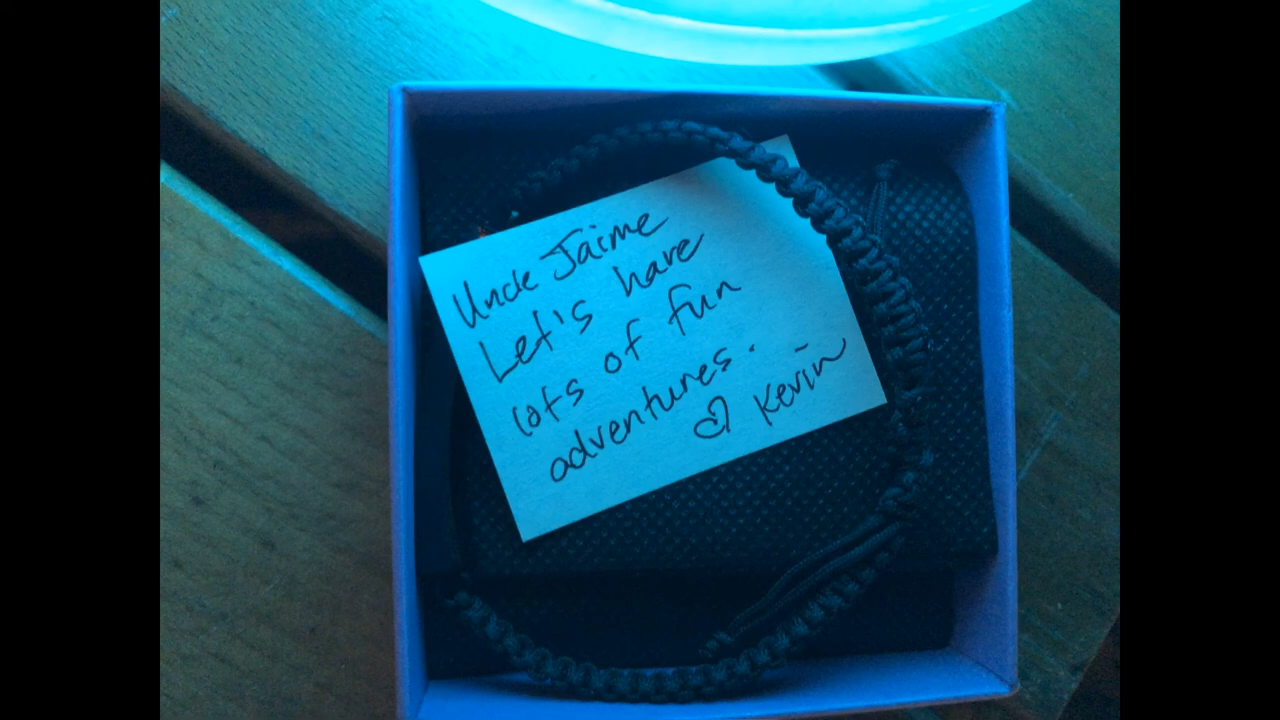 Uncle Jaime
Let's have
lots of fun
adventures.
♡ Kevin